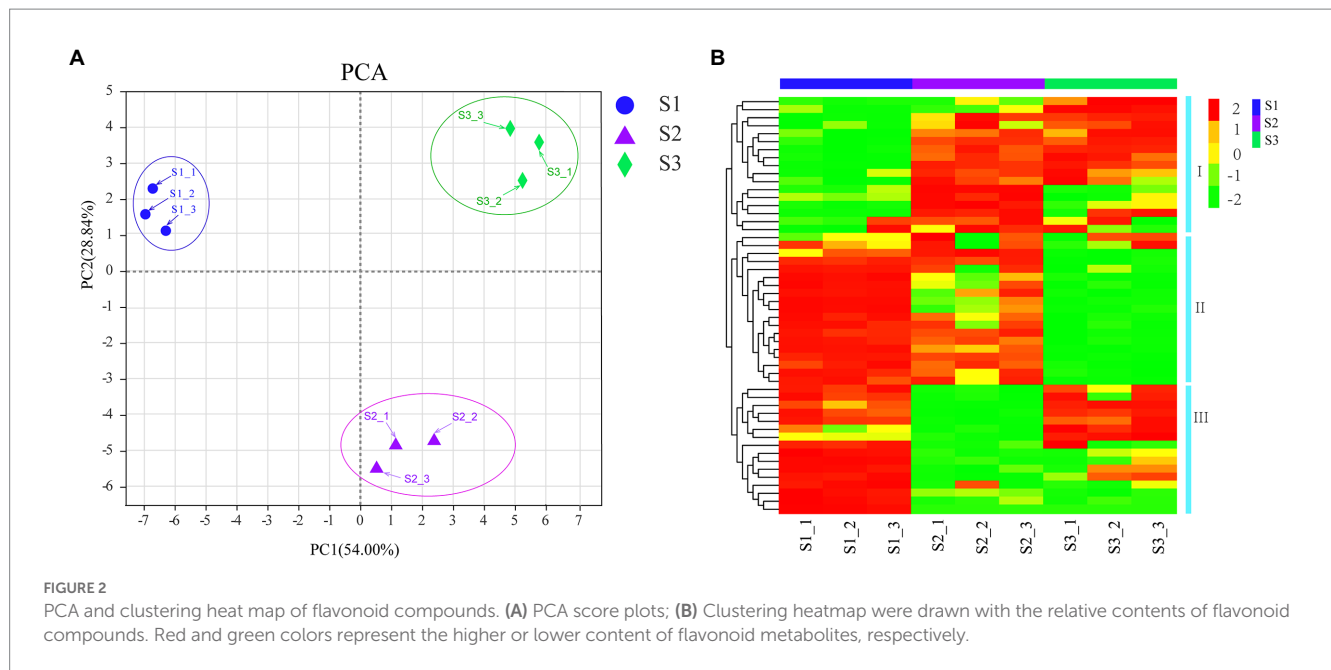 A
PCA
5
4
3
2
1
0
-1
-2
-3
-4
-5
-6
PC2(28.84%)
-7 -6 -5 -4 -3 -2 -1 0 1 2 3 4 5 6 7
PC1(54.00%)
S1_1
S1_2
S1_3
S3_3
S3_1
S3_2
S2_1
S2_2
S2_3
S1
S2
S3
B
I
II
III
2
1
0
-1
-2
S1
S2
S3
S1_1 S1_2 S1_3 S2_1 S2_2 S2_3 S3_1 S3_2 S3_3
FIGURE 2
PCA and clustering heat map of flavonoid compounds. (A) PCA score plots; (B) Clustering heatmap were drawn with the relative contents of flavonoid
compounds. Red and green colors represent the higher or lower content of flavonoid metabolites, respectively.